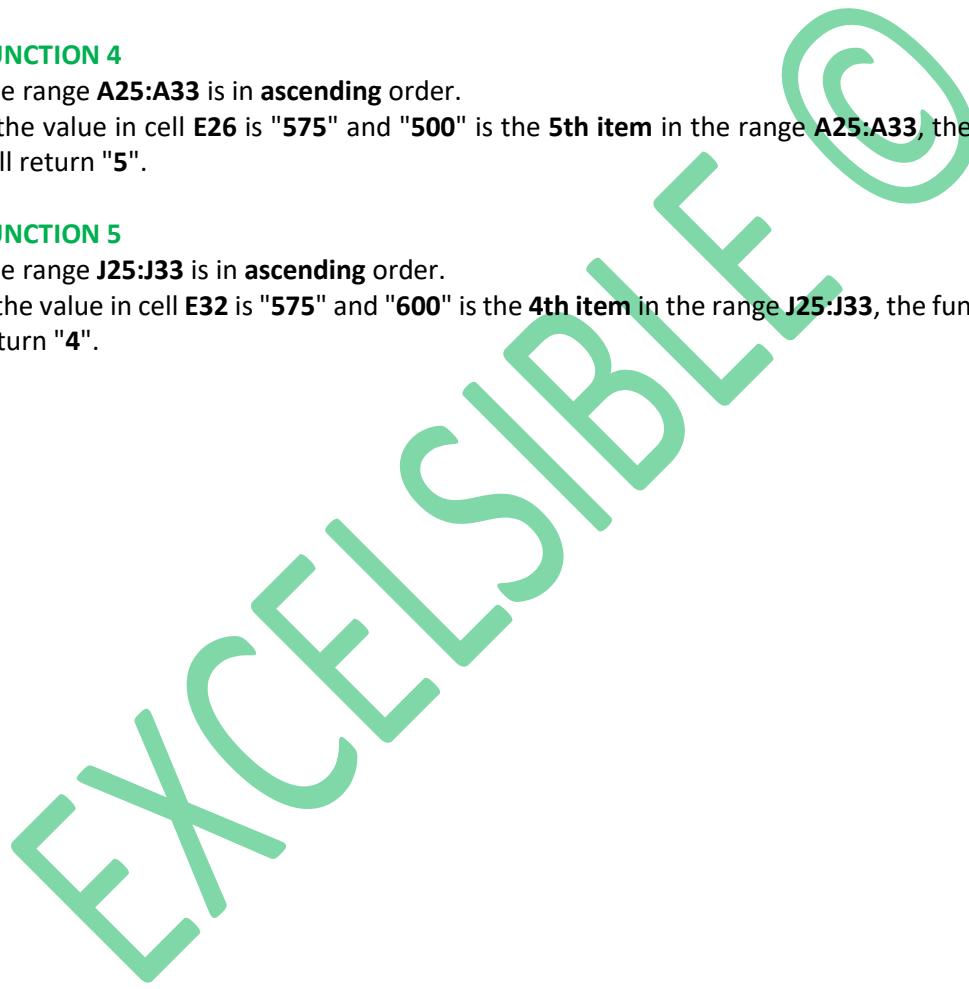 UNCTION 4
e range A25:A33 is in ascending order.
the value in cell E26 is "575" and "500" is the 5th item in the range A25:A33, the
ll return "5".
UNCTION 5
e range J25:J33 is in ascending order.
the value in cell E32 is "575" and "600" is the 4th item in the range J25:J33, the fun
turn "4".
EXCELSIBLE ©